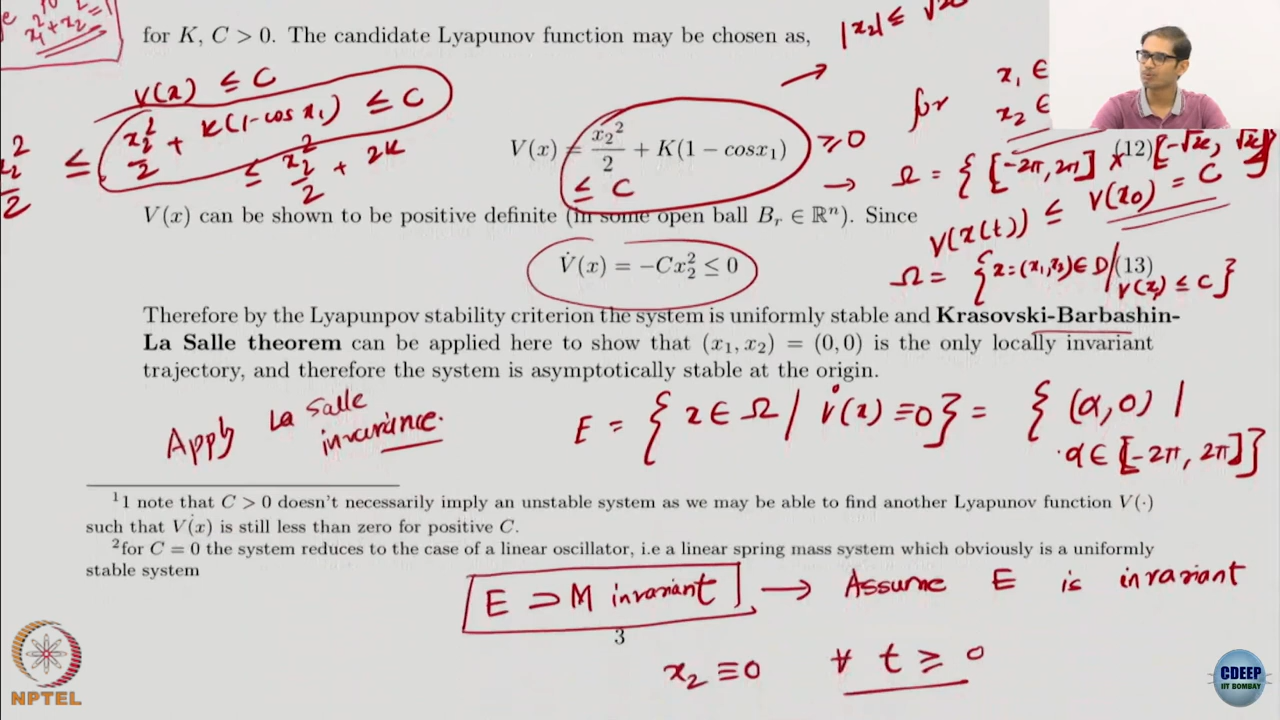 x₁² + x₂² = 1
for K, C > 0. The candidate Lyapunov function may be chosen as,
|x₂| ≤
for x₁ ∈
x₂ ∈
V(x) ≤ C
x₂²/2 ≤ x₂²/2 + K(1 - cos x₁) ≤ C
≤ x₂²/2 + 2K
V(x) = x₂²/2 + K(1 − cosx₁) ≥ 0 (12)
≤ C
→ Ω = { [-2π, 2π] × [-√2c, √2c] }
V(x) can be shown to be positive definite (in some open ball Bᵣ ∈ ℝⁿ). Since
V(x(t)) ≤ V(x₀) = C
V̇(x) = −Cx₂² ≤ 0 (13)
Ω = { x = (x₁, x₂) ∈ D / V(x) ≤ C }
Therefore by the Lyapunpov stability criterion the system is uniformly stable and Krasovski-Barbashin-
La Salle theorem can be applied here to show that (x₁, x₂) = (0, 0) is the only locally invariant
trajectory, and therefore the system is asymptotically stable at the origin.
Apply La Salle invariance.
E = { x ∈ Ω / V̇(x) ≡ 0 } = { (α, 0) |
α ∈ [-2π, 2π] }
¹1 note that C > 0 doesn't necessarily imply an unstable system as we may be able to find another Lyapunov function V(·)
such that V̇(x) is still less than zero for positive C.
²for C = 0 the system reduces to the case of a linear oscillator, i.e a linear spring mass system which obviously is a uniformly
stable system
E ⊃ M invariant → Assume E is invariant
3
x₂ ≡ 0 ∀ t ≥ 0
NPTEL
CDEEP
IIT BOMBAY